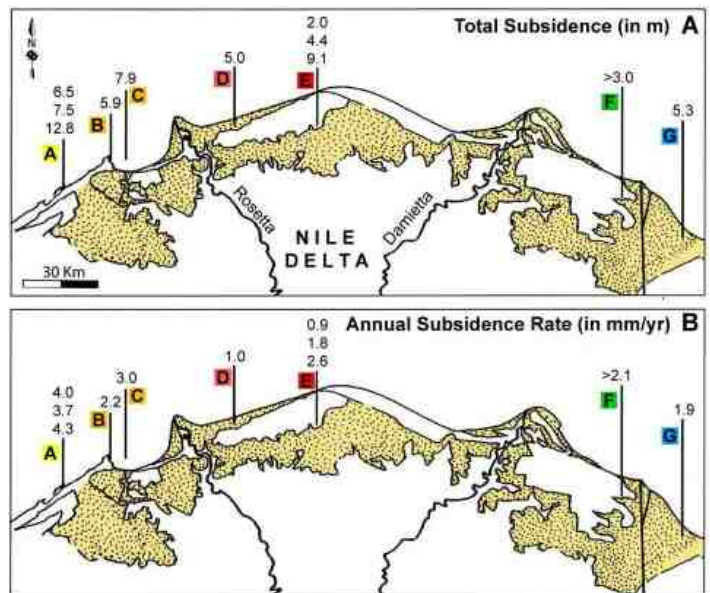 Total Subsidence (in m) A
N
2.0
4.4
9.1
E
5.0
D
7.9
C
5.9
B
6.5
7.5
12.8
A
>3.0
F
5.3
G
Rosetta
Damietta
NILE
DELTA
30 Km
Annual Subsidence Rate (in mm/yr) B
0.9
1.8
2.6
E
1.0
D
3.0
C
2.2
B
4.0
3.7
4.3
A
>2.1
F
1.9
G